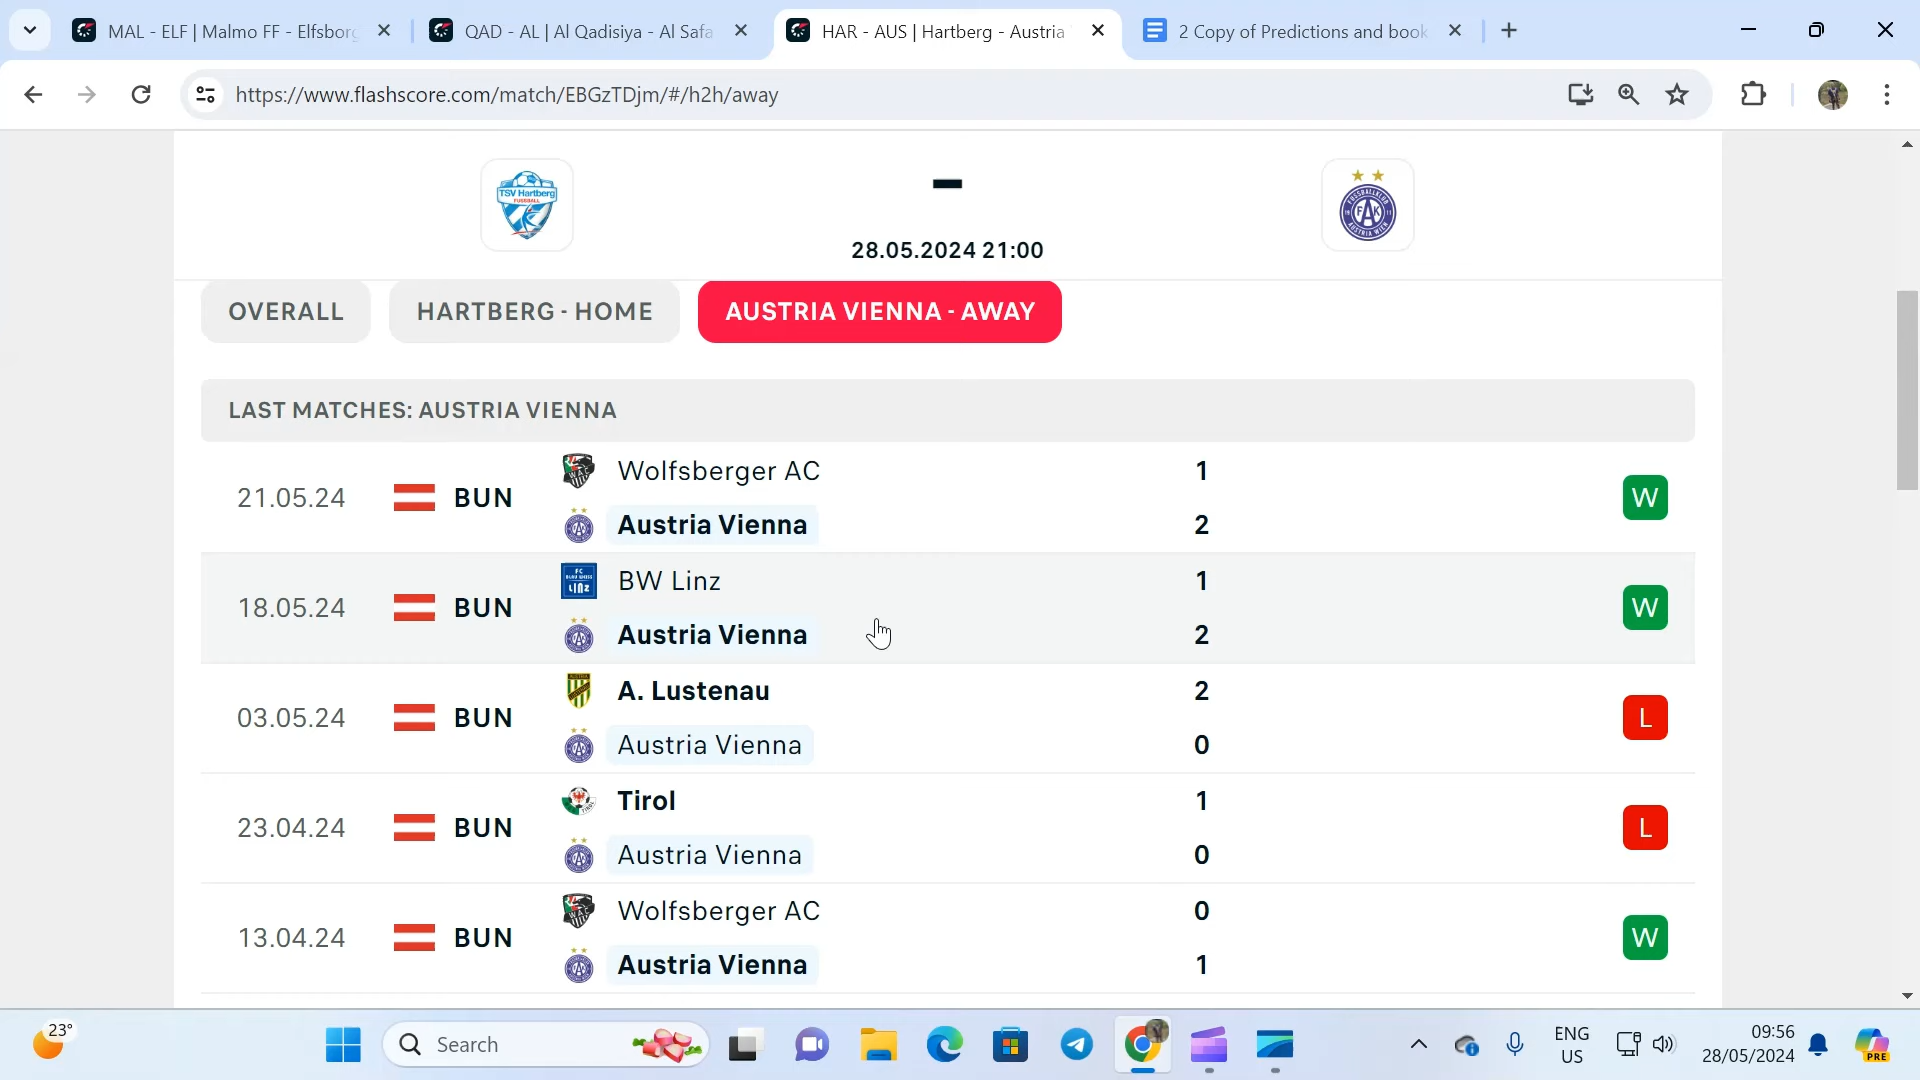 MAL - ELF | Malmo FF - Elfsborg
QAD - AL | Al Qadisiya - Al Safa
HAR - AUS | Hartberg - Austria
2 Copy of Predictions and book
https://www.flashscore.com/match/EBGzTDjm/#/h2h/away
TSV Hartberg
FUSSBALL
-
FAK
28.05.2024 21:00
OVERALL
HARTBERG - HOME
AUSTRIA VIENNA - AWAY
LAST MATCHES: AUSTRIA VIENNA
21.05.24 BUN Wolfsberger AC 1
Austria Vienna 2 W
18.05.24 BUN BW Linz 1
Austria Vienna 2 W
03.05.24 BUN A. Lustenau 2
Austria Vienna 0 L
23.04.24 BUN Tirol 1
Austria Vienna 0 L
13.04.24 BUN Wolfsberger AC 0
Austria Vienna 1 W
23°
Search
ENG
US
09:56
28/05/2024
PRE